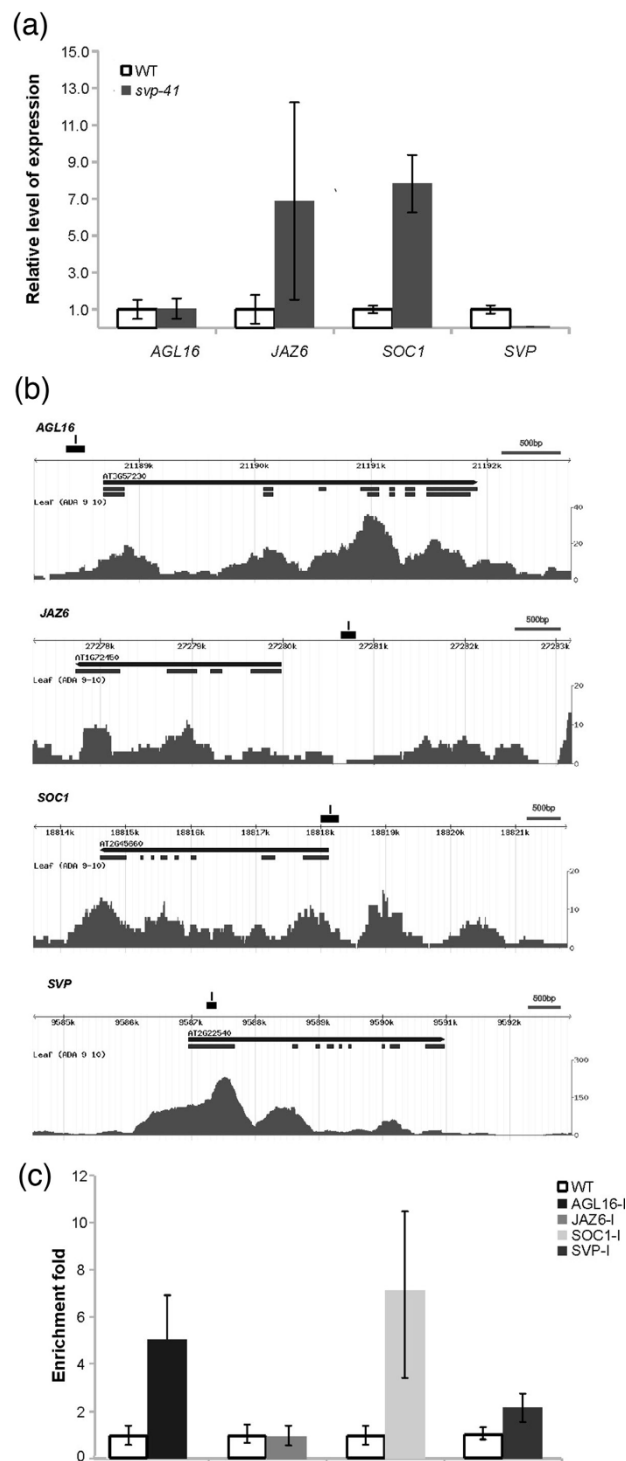 (a)
15.0
13.0
11.0
9.0
7.0
5.0
3.0
1.0
Relative level of expression
WT
svp-41
AGL16 JAZ6 SOC1 SVP
(b)
AGL16
500bp
21189k 21190k 21191k 21192k
AT3G57230
Leaf (ADA 9-10)
40
20
0
JAZ6
500bp
27278k 27279k 27280k 27281k 27282k 27283k
AT1G72450
Leaf (ADA 9-10)
20
10
0
SOC1
500bp
18814k 18815k 18816k 18817k 18818k 18819k 18820k 18821k
AT2G45660
Leaf (ADA 9-10)
20
10
0
SVP
500bp
9585k 9586k 9587k 9588k 9589k 9590k 9591k 9592k
AT2G22540
Leaf (ADA 9-10)
300
150
0
(c)
12
10
8
6
4
2
0
Enrichment fold
WT
AGL16-I
JAZ6-I
SOC1-I
SVP-I